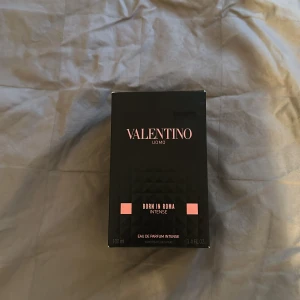 VALENTINO
UOMO
BORN IN ROMA
INTENSE
EAU DE PARFUM INTENSE